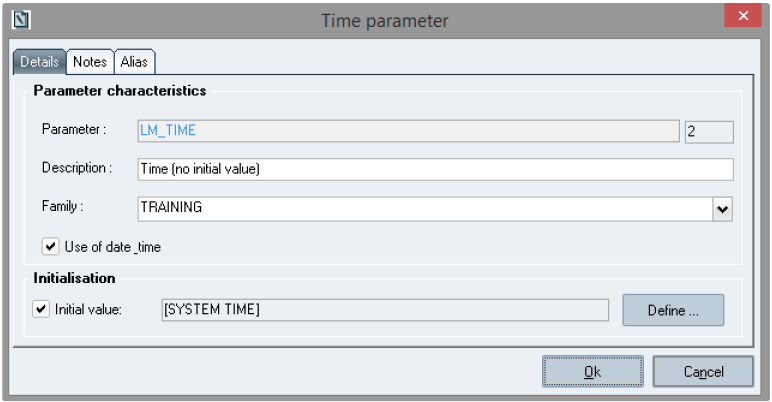 Time parameter
Details Notes Alias
Parameter characteristics
Parameter : LM_TIME 2
Description : Time (no initial value)
Family : TRAINING
Use of date_time
Initialisation
Initial value: [SYSTEM TIME] Define ...
Ok Cancel